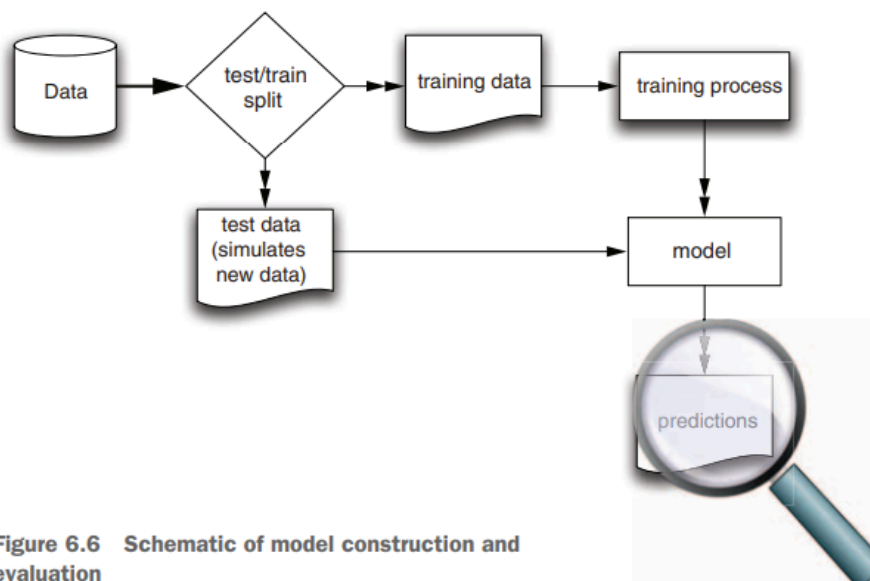 Data
test/train
split
training data
training process
test data
(simulates
new data)
model
predictions
Figure 6.6 Schematic of model construction and
evaluation